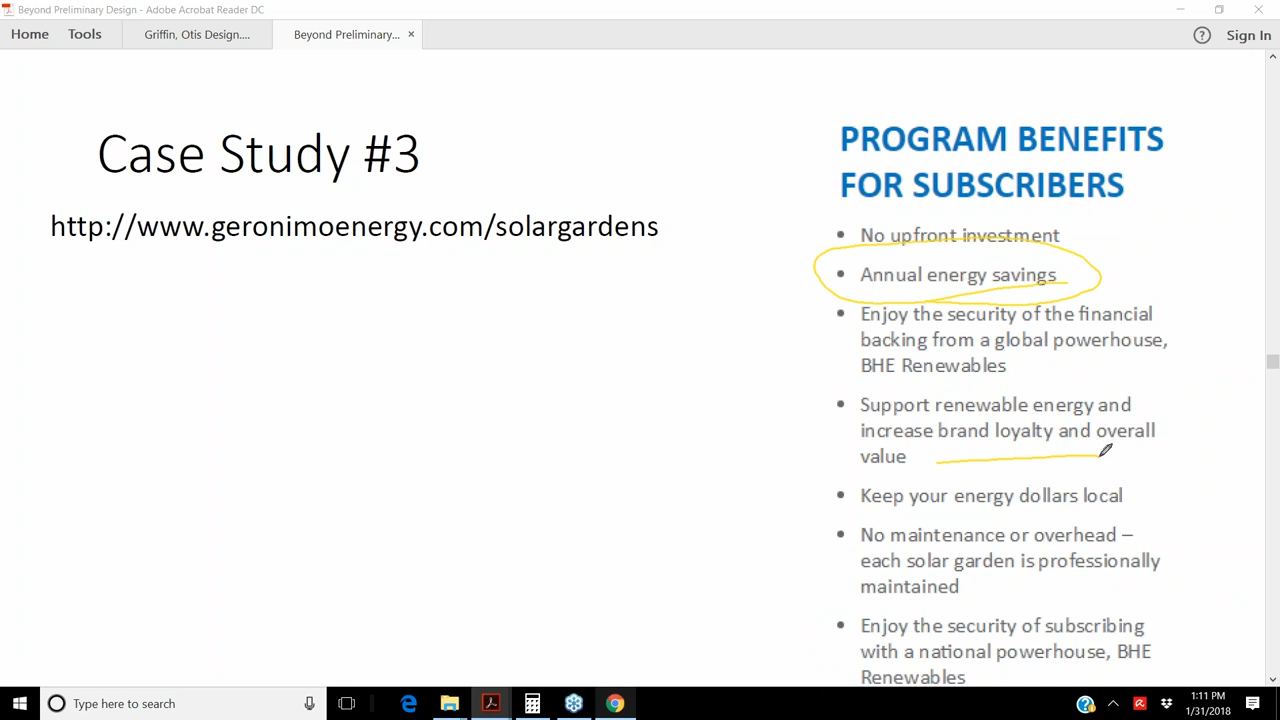 Beyond Preliminary Design - Adobe Acrobat Reader DC
Home Tools Griffin, Otis Design.... Beyond Preliminary... × ? Sign In
Case Study #3
http://www.geronimoenergy.com/solargardens
PROGRAM BENEFITS
FOR SUBSCRIBERS
• No upfront investment
• Annual energy savings
• Enjoy the security of the financial
backing from a global powerhouse,
BHE Renewables
• Support renewable energy and
increase brand loyalty and overall
value
• Keep your energy dollars local
• No maintenance or overhead –
each solar garden is professionally
maintained
• Enjoy the security of subscribing
with a national powerhouse, BHE
Renewables
Type here to search
1:11 PM
1/31/2018